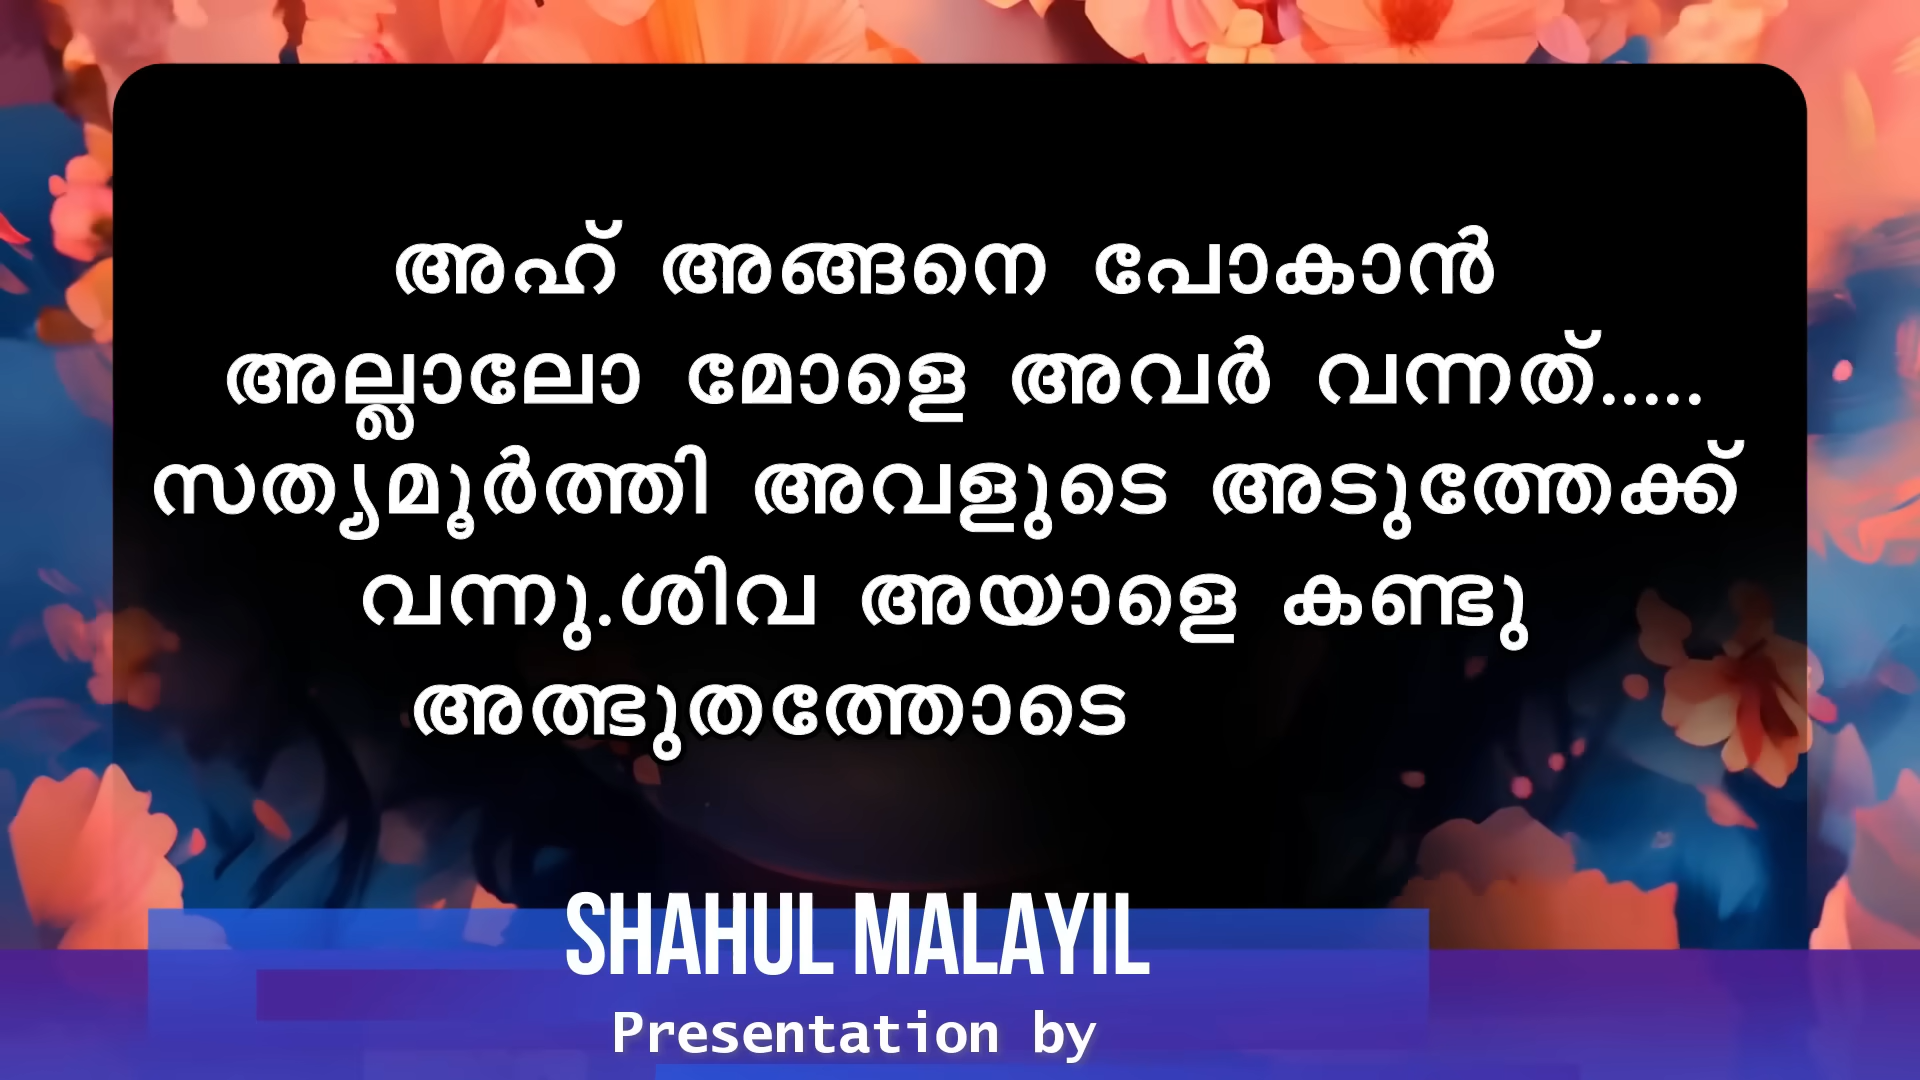 അഹ് അങ്ങനെ പോകാൻ
അല്ലാലോ മോളെ അവർ വന്നത്.....
സത്യമൂർത്തി അവളുടെ അടുത്തേക്ക്
വന്നു.ശിവ അയാളെ കണ്ടു
അത്ഭുതത്തോടെ
SHAHUL MALAYIL
Presentation by